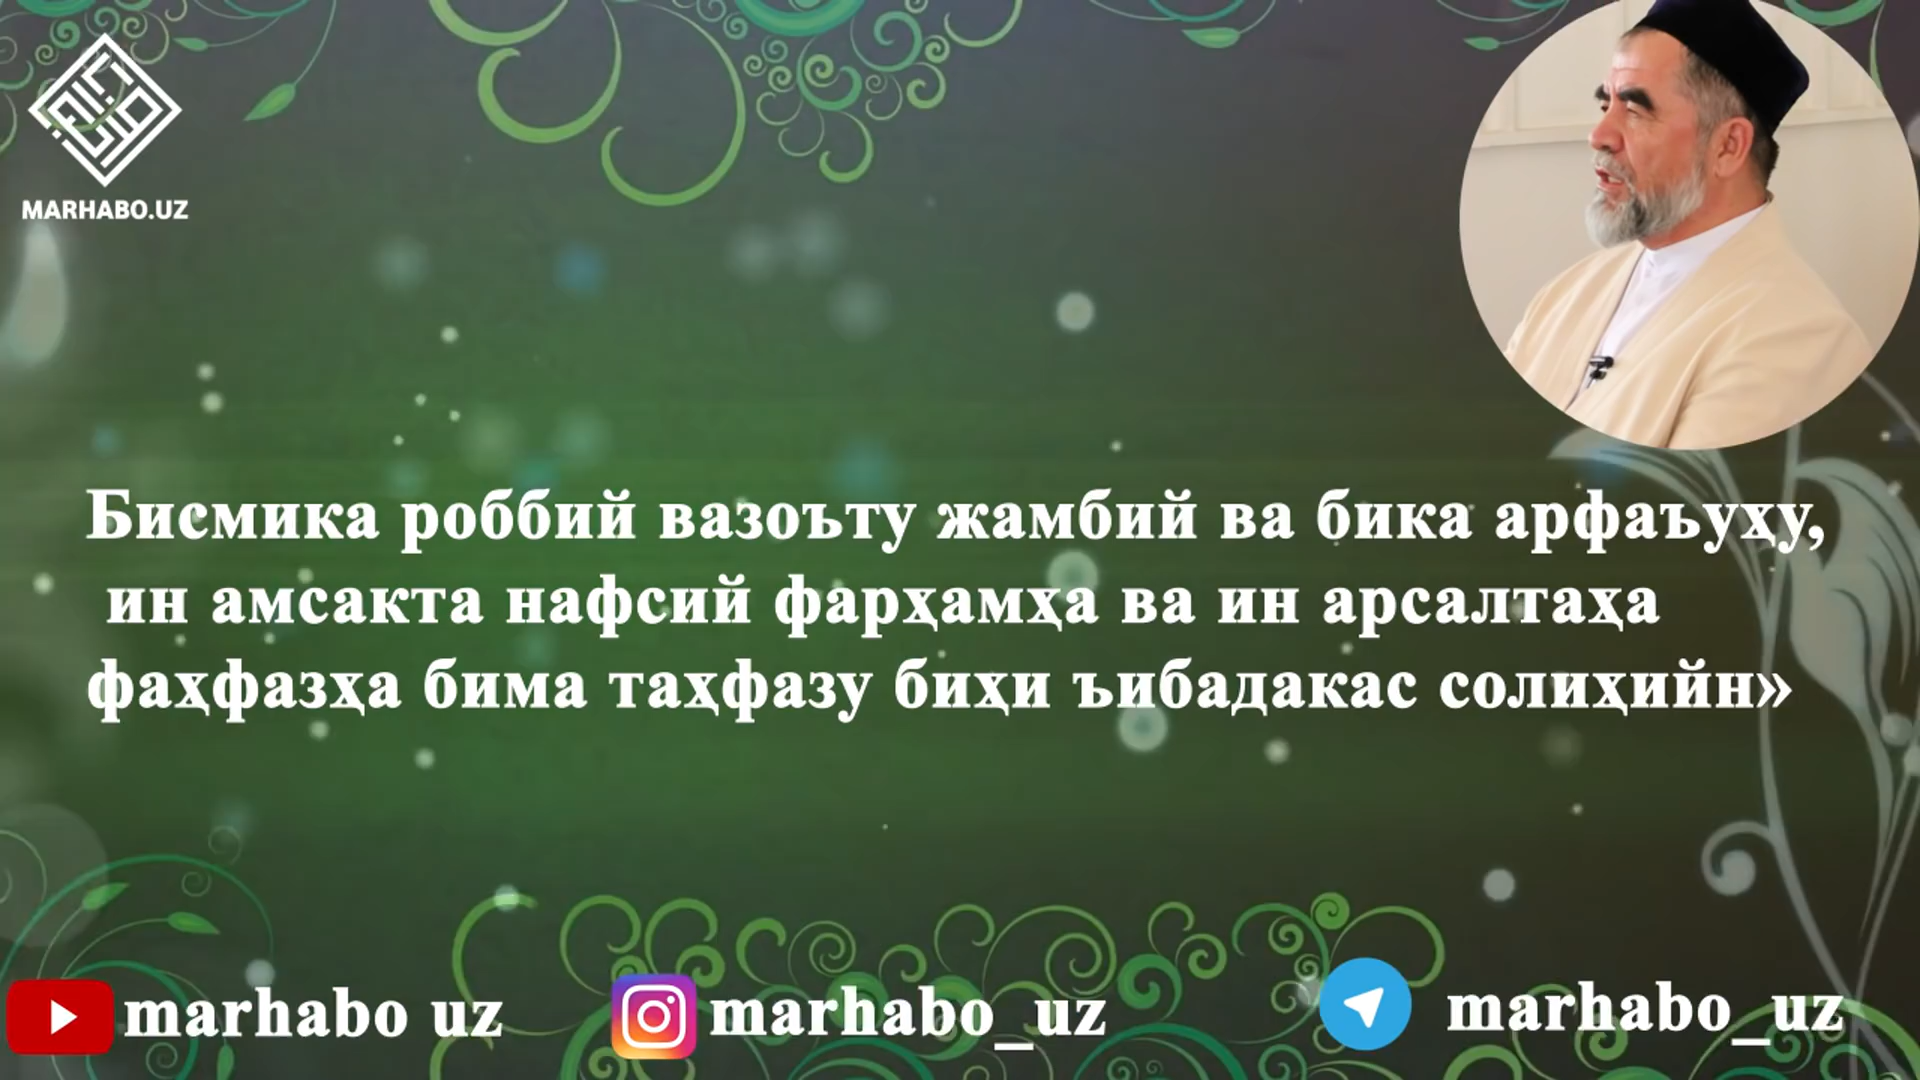 MARHABO.UZ
Бисмика роббий вазоъту жамбий ва бика арфаъуҳу,
ин амсакта нафсий фарҳамҳа ва ин арсалтаҳа
фаҳфазҳа бима таҳфазу биҳи ъибадакас солиҳийн»
marhabo uz
marhabo_uz
marhabo_uz